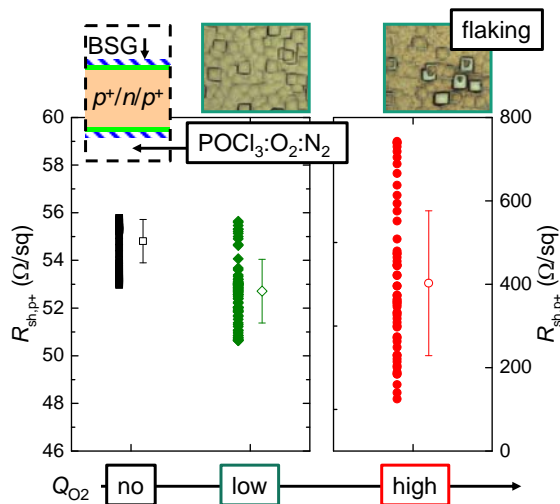 BSG
flaking
p+/n/p+
POCl3:O2:N2
60
58
56
54
52
50
48
46
Rsh,p+ (Ω/sq)
800
600
400
200
0
Rsh,p+ (Ω/sq)
QO2
no
low
high